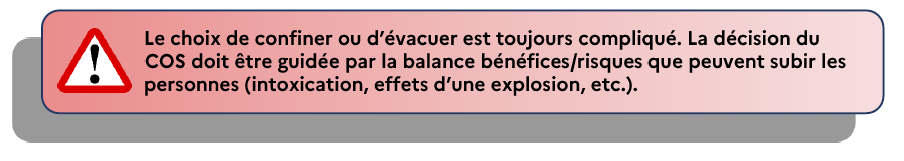 Le choix de confiner ou d’évacuer est toujours compliqué. La décision du
COS doit être guidée par la balance bénéfices/risques que peuvent subir les
personnes (intoxication, effets d’une explosion, etc.).